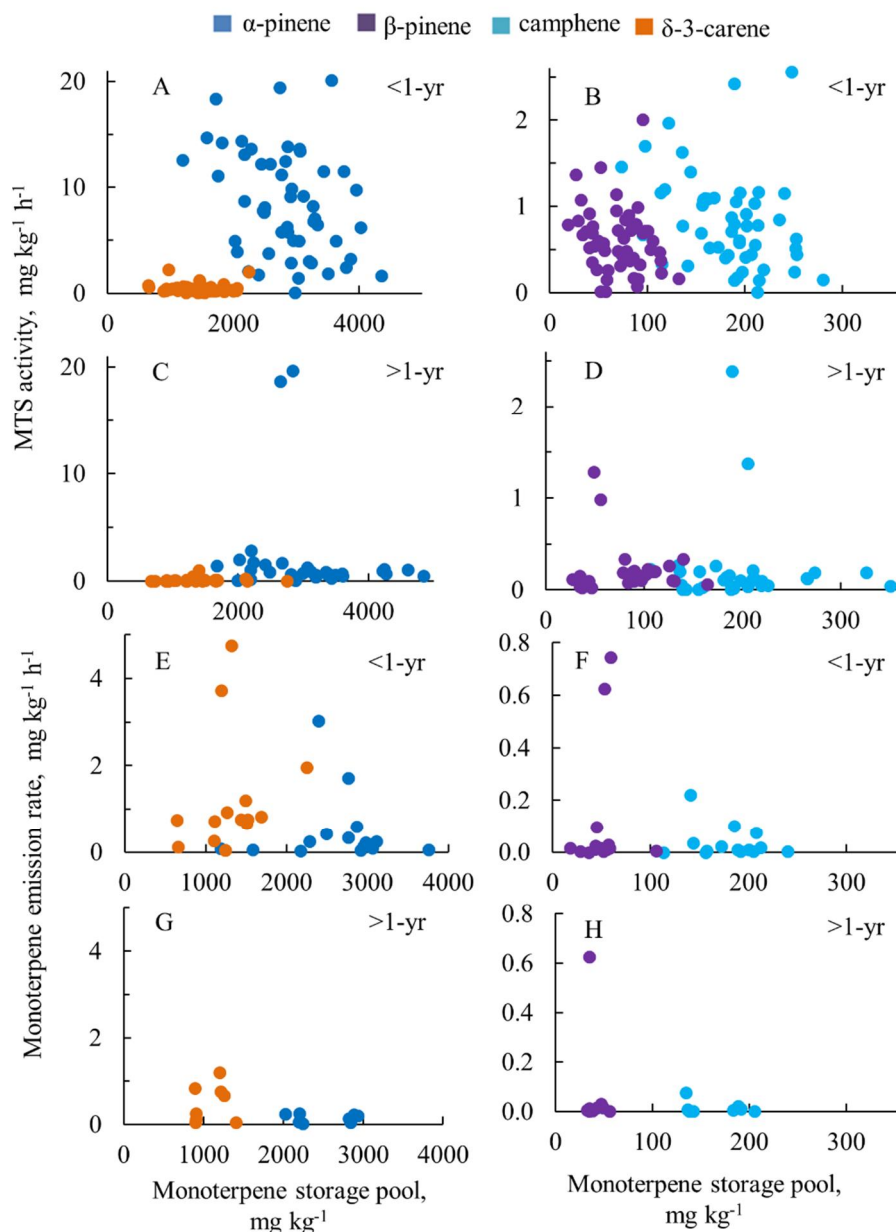 α-pinene β-pinene camphene δ-3-carene
MTS activity, mg kg⁻¹ h⁻¹
A <1-yr
20
10
0
0 2000 4000
B <1-yr
2
1
0
0 100 200 300
C >1-yr
20
10
0
0 2000 4000
D >1-yr
2
1
0
0 100 200 300
Monoterpene emission rate, mg kg⁻¹ h⁻¹
E <1-yr
4
2
0
0 1000 2000 3000 4000
F <1-yr
0.8
0.6
0.4
0.2
0.0
0 100 200 300
G >1-yr
4
2
0
0 1000 2000 3000 4000
Monoterpene storage pool,
mg kg⁻¹
H >1-yr
0.8
0.6
0.4
0.2
0.0
0 100 200 300
Monoterpene storage pool,
mg kg⁻¹